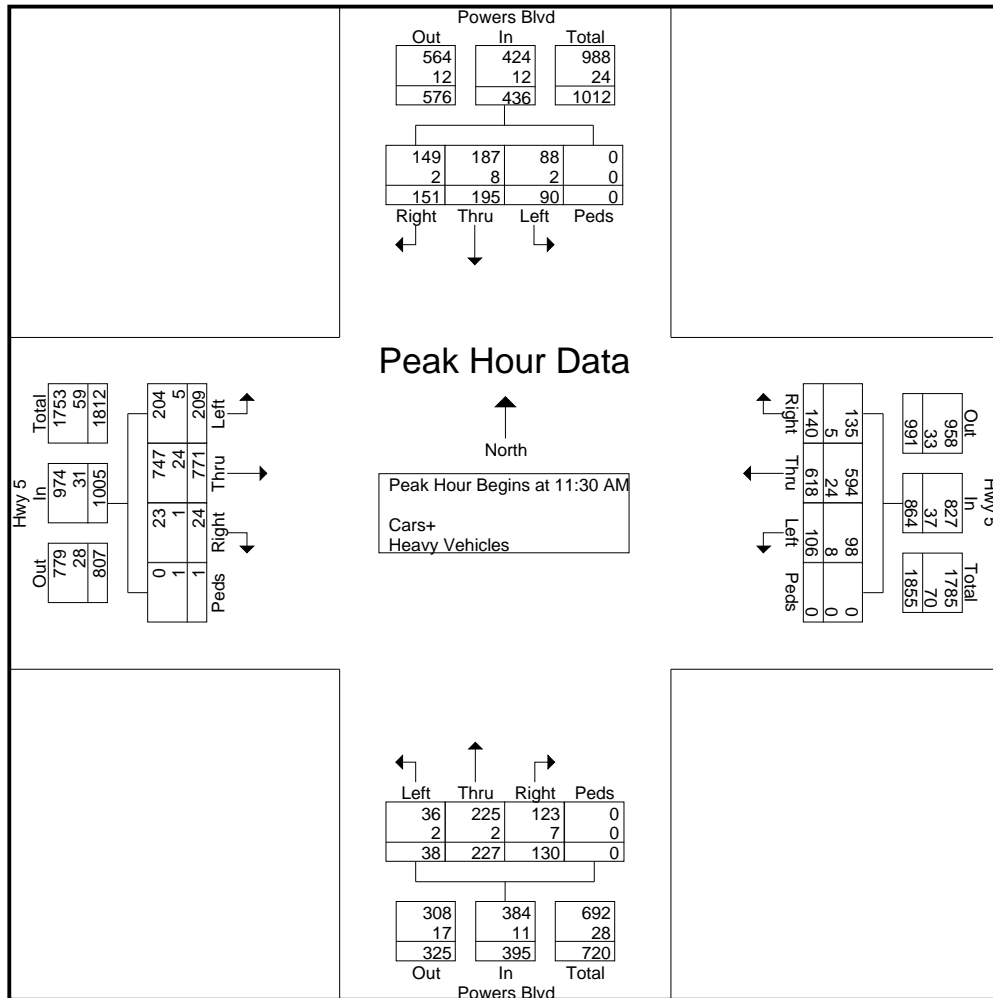 Powers Blvd
Out In Total
564 424 988
12 12 24
576 436 1012
149 187 88 0
2 8 2 0
151 195 90 0
Right Thru Left Peds
Peak Hour Data
North
Peak Hour Begins at 11:30 AM
Cars+
Heavy Vehicles
Hwy 5
Out In Total
779 974 1753
28 31 59
807 1005 1812
0 23 747 204
1 1 24 5
1 24 771 209
Peds Right Thru Left
Hwy 5
Out In Total
958 827 1785
33 37 70
991 864 1855
135 594 98 0
5 24 8 0
140 618 106 0
Right Thru Left Peds
Left Thru Right Peds
36 225 123 0
2 2 7 0
38 227 130 0
308 384 692
17 11 28
325 395 720
Out In Total
Powers Blvd